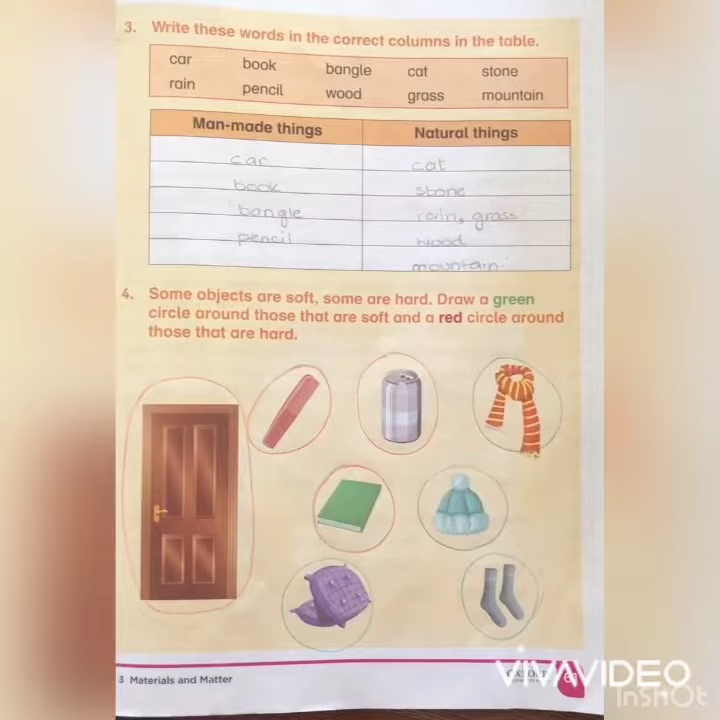 3. Write these words in the correct columns in the table.
car book bangle cat stone
rain pencil wood grass mountain
Man-made things Natural things
car cat
book stone
bangle rain, grass
pencil wood
mountain.
4. Some objects are soft, some are hard. Draw a green
circle around those that are soft and a red circle around
those that are hard.
3 Materials and Matter
VIVAVIDEO
InShOt